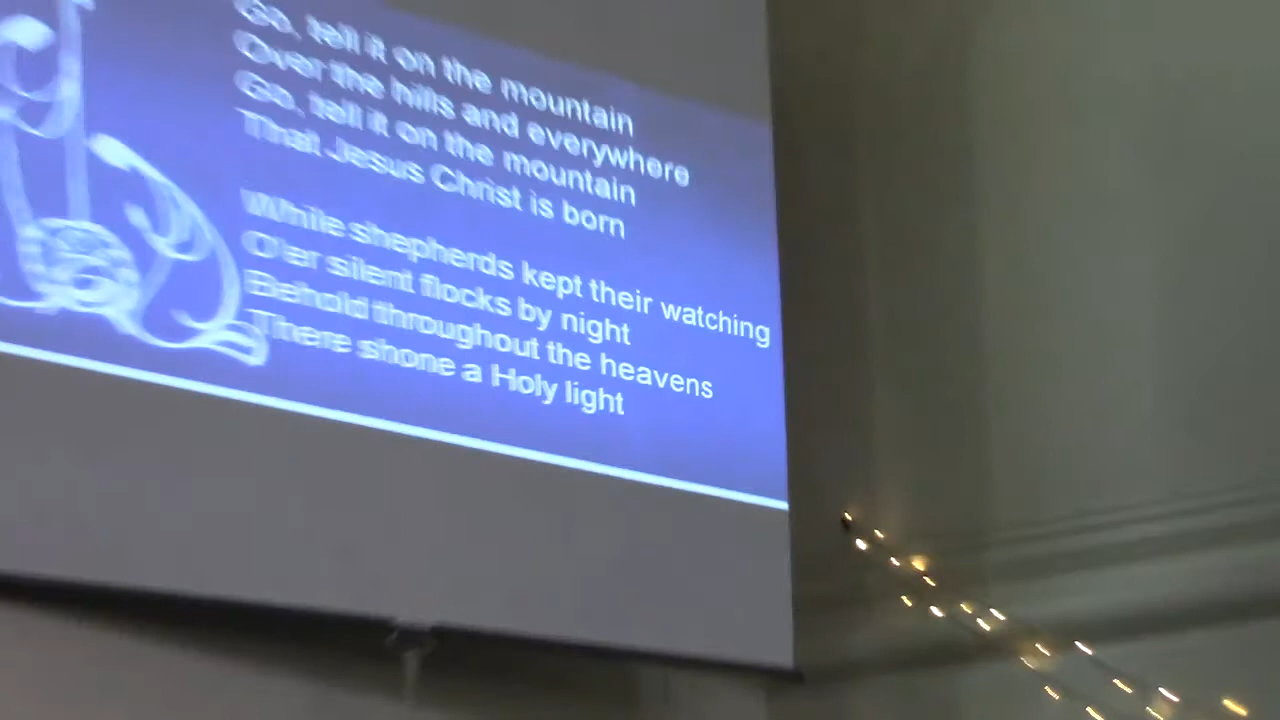 Go, tell it on the mountain
Over the hills and everywhere
Go, tell it on the mountain
That Jesus Christ is born
While shepherds kept their watching
O'er silent flocks by night
Behold throughout the heavens
There shone a Holy light